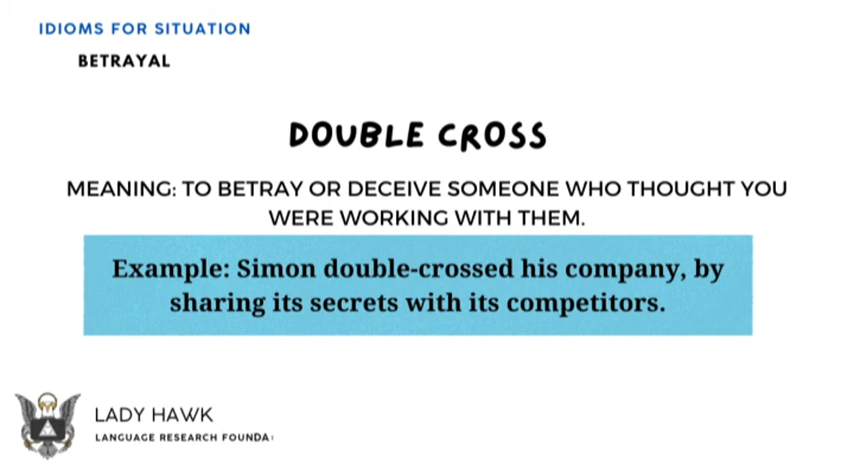 IDIOMS FOR SITUATION
BETRAYAL
DOUBLE CROSS
MEANING: TO BETRAY OR DECEIVE SOMEONE WHO THOUGHT YOU
WERE WORKING WITH THEM.
Example: Simon double-crossed his company, by
sharing its secrets with its competitors.
LADY HAWK
LANGUAGE RESEARCH